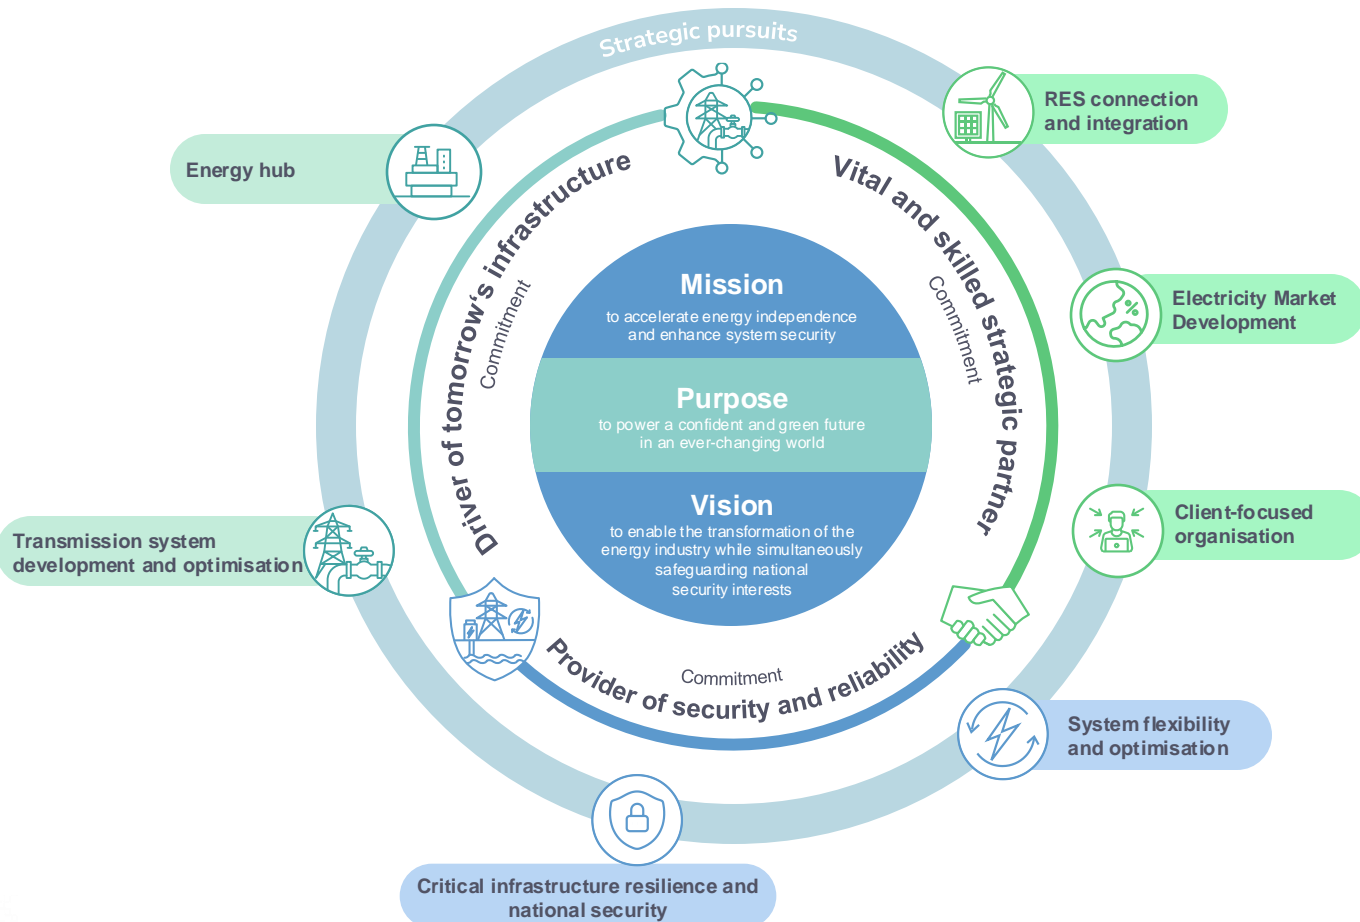 Strategic pursuits
RES connection
and integration
Energy hub
Driver of tomorrow‘s infrastructure
Commitment
Vital and skilled strategic partner
Commitment
Mission
to accelerate energy independence
and enhance system security
Electricity Market
Development
Purpose
to power a confident and green future
in an ever-changing world
Vision
to enable the transformation of the
energy industry while simultaneously
safeguarding national
security interests
Client-focused
organisation
Transmission system
development and optimisation
Commitment
Provider of security and reliability
System flexibility
and optimisation
Critical infrastructure resilience and
national security